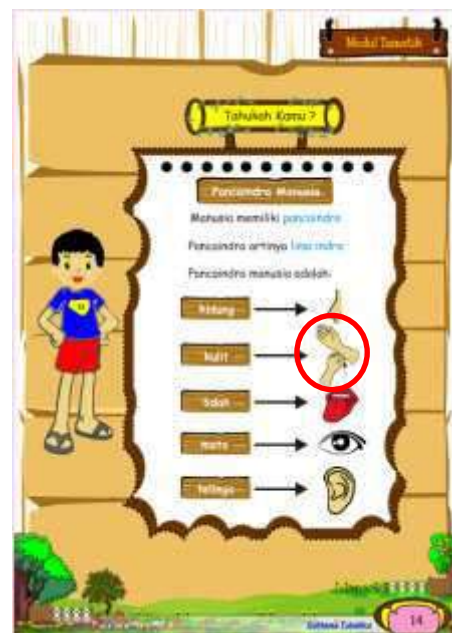 Modul Tematik
Tahukah Kamu ?
Pancaindra Manusia
Manusia memiliki pancaindra
Pancaindra artinya lima indra
Pancaindra manusia adalah:
hidung
kulit
lidah
mata
telinga
14